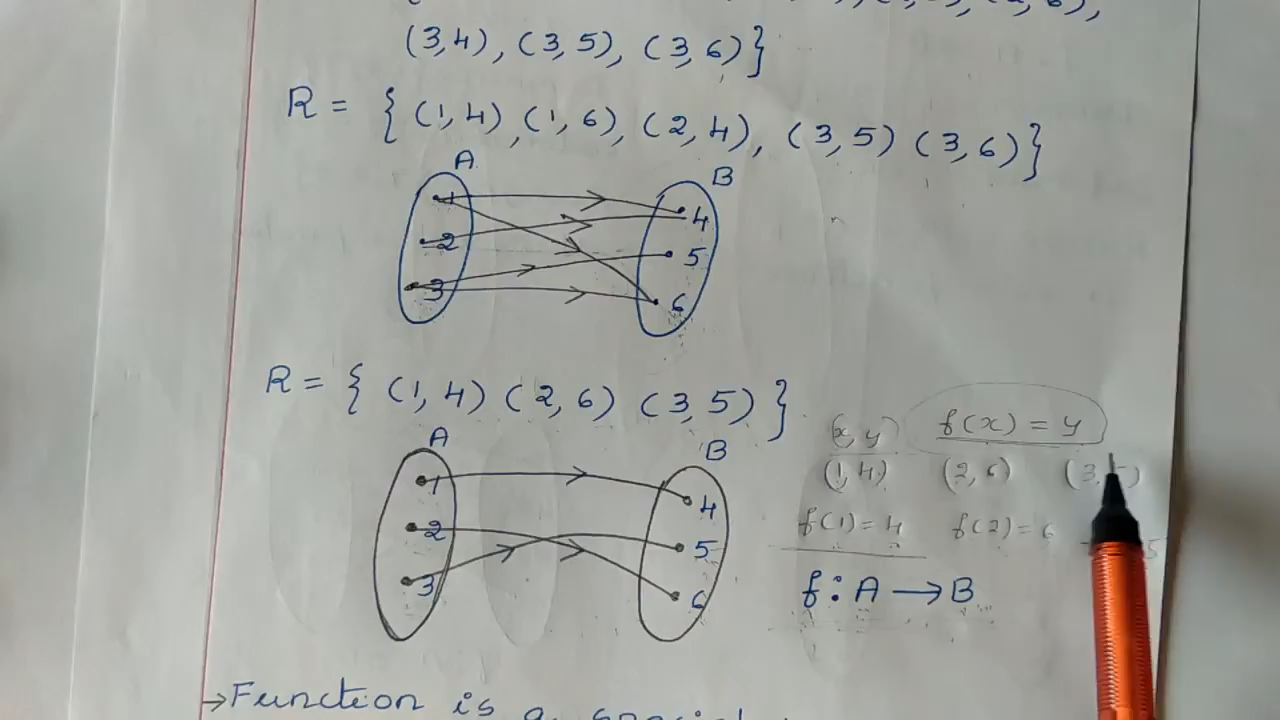 (3,4), (3,5), (3,6)}
R = { (1,4), (1,6), (2,4), (3,5) (3,6)}
A B
1 4
2 5
3 6
R = { (1,4) (2,6) (3,5) }
A B
1 4
2 5
3 6
(x,y) f(x) = y
(1,4) (2,6)
f(1) = 4 f(2) = 6
f : A → B
→ Function is a